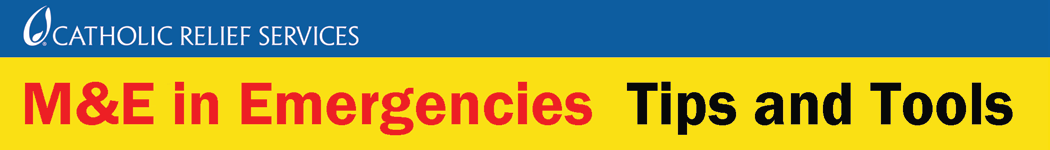 CATHOLIC RELIEF SERVICES
M&E in Emergencies Tips and Tools